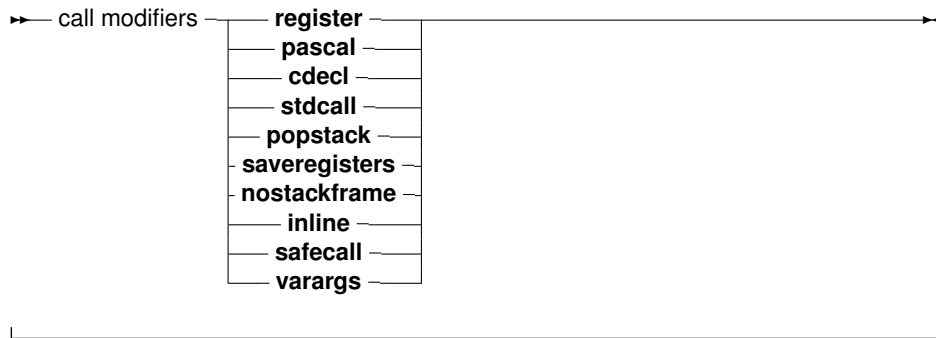 call modifiers register
pascal
cdecl
stdcall
popstack
saveregisters
nostackframe
inline
safecall
varargs